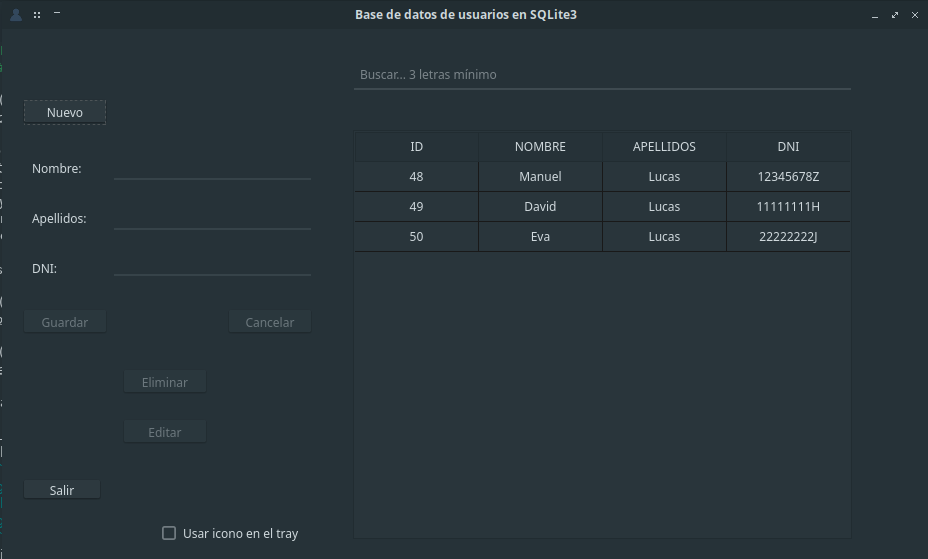 Base de datos de usuarios en SQLite3
Buscar... 3 letras mínimo
Nuevo
Nombre:
Apellidos:
DNI:
Guardar Cancelar
Eliminar
Editar
Salir
Usar icono en el tray
ID NOMBRE APELLIDOS DNI
48 Manuel Lucas 12345678Z
49 David Lucas 11111111H
50 Eva Lucas 22222222J